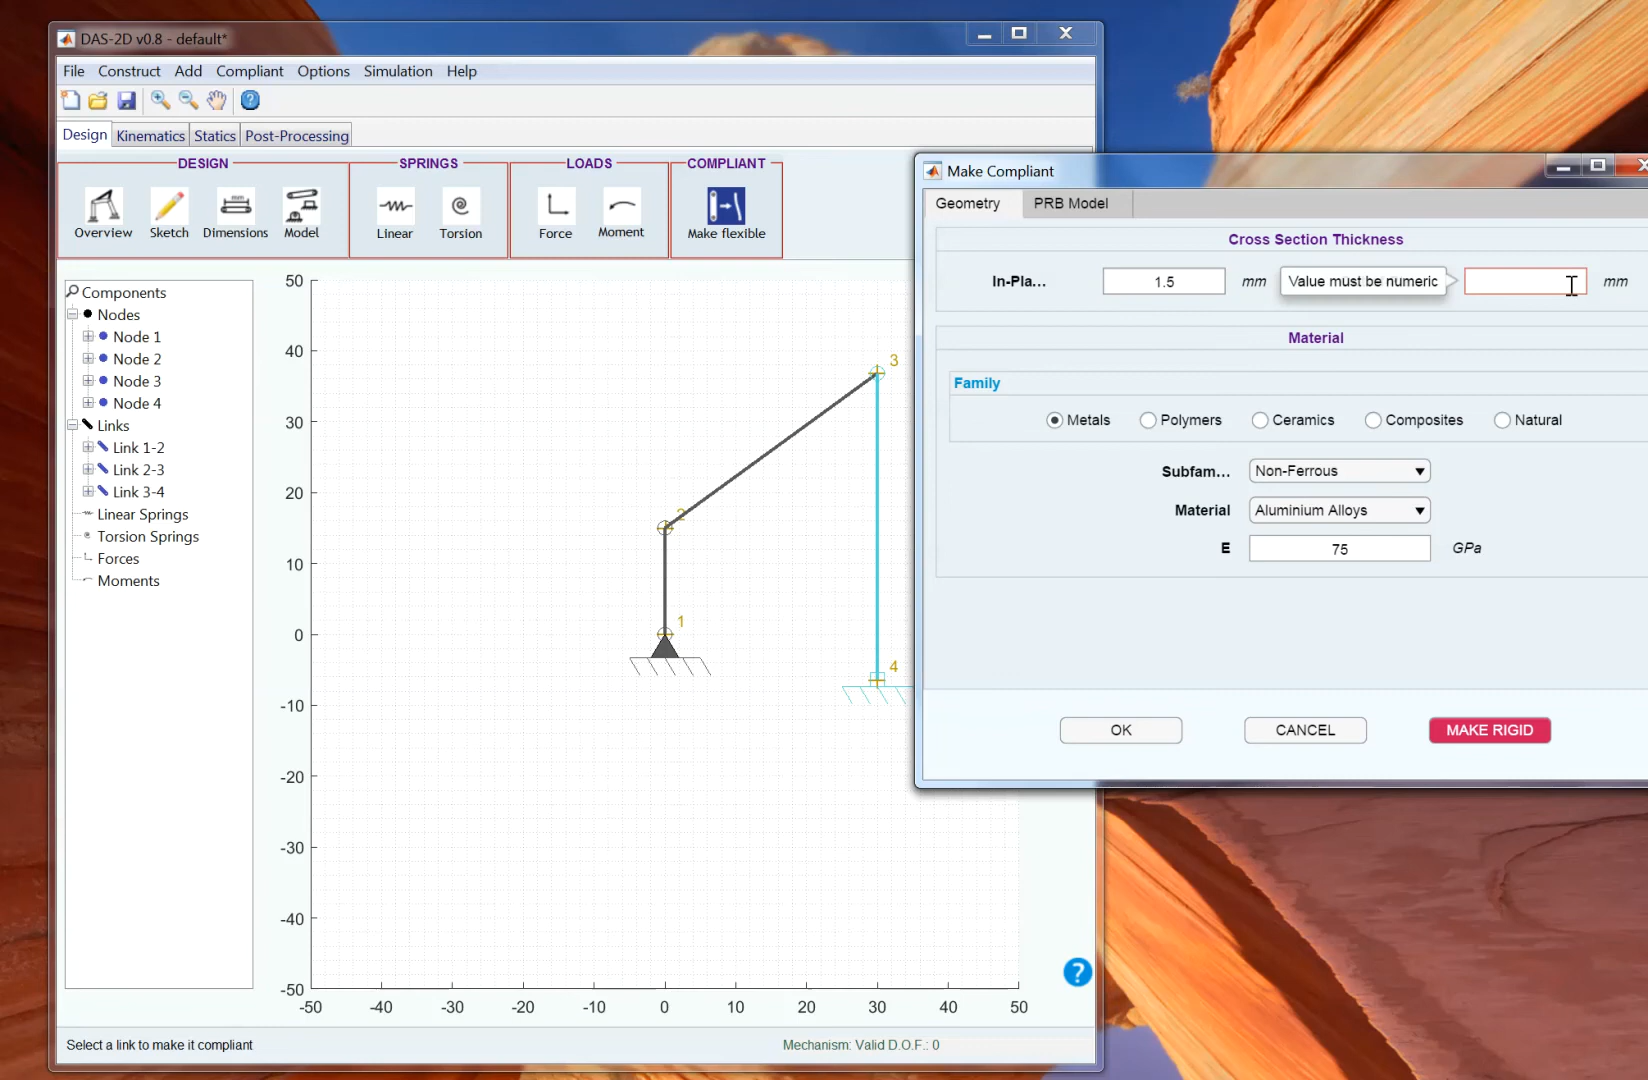 DAS-2D v0.8 - default*
File Construct Add Compliant Options Simulation Help
Design Kinematics Statics Post-Processing
DESIGN SPRINGS LOADS COMPLIANT
Overview Sketch Dimensions Model Linear Torsion Force Moment Make flexible
Components
Nodes
Node 1
Node 2
Node 3
Node 4
Links
Link 1-2
Link 2-3
Link 3-4
Linear Springs
Torsion Springs
Forces
Moments
50
40
30
20
10
0
-10
-20
-30
-40
-50
-50 -40 -30 -20 -10 0 10 20 30 40 50
3
2
1
4
Select a link to make it compliant
Mechanism: Valid D.O.F.: 0
Make Compliant
Geometry PRB Model
Cross Section Thickness
In-Pla... 1.5 mm Value must be numeric mm
Material
Family
Metals Polymers Ceramics Composites Natural
Subfam... Non-Ferrous
Material Aluminium Alloys
E 75 GPa
OK CANCEL MAKE RIGID